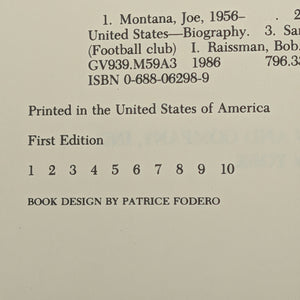 1. Montana, Joe, 1956– . 2
United States—Biography. 3. Sa
(Football club) I. Raissman, Bob.
GV939.M59A3 1986 796.33
ISBN 0-688-06298-9
Printed in the United States of America
First Edition
1 2 3 4 5 6 7 8 9 10
BOOK DESIGN BY PATRICE FODERO